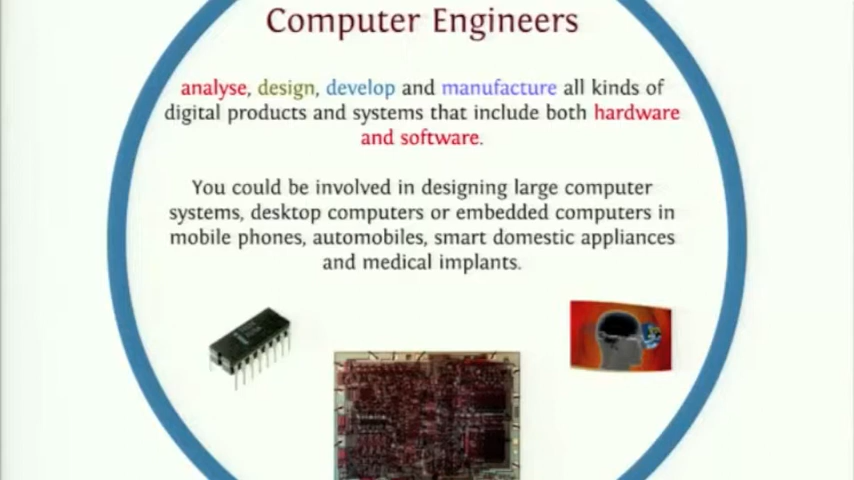 Computer Engineers
analyse, design, develop and manufacture all kinds of
digital products and systems that include both hardware
and software.
You could be involved in designing large computer
systems, desktop computers or embedded computers in
mobile phones, automobiles, smart domestic appliances
and medical implants.